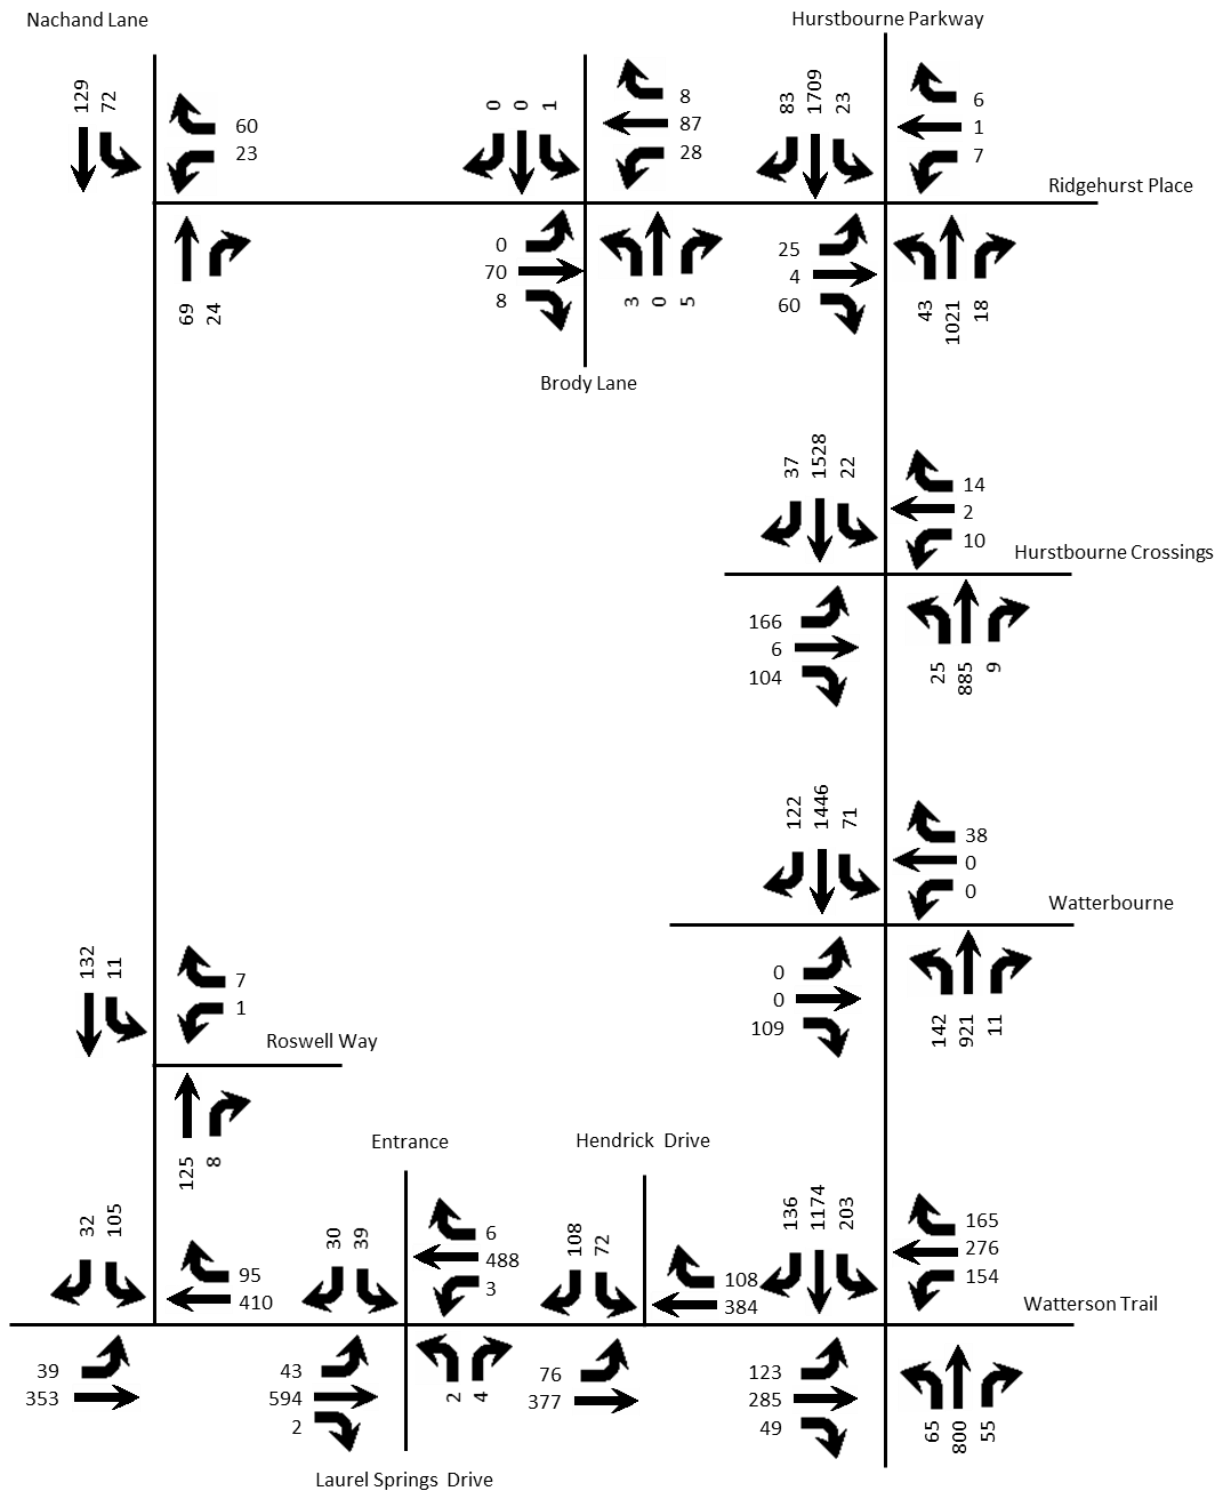 Nachand Lane
Hurstbourne Parkway
129 72
60
23
69 24
0 0 1
8
87
28
0
70
8
3 0 5
Brody Lane
83 1709 23
6
1
7
Ridgehurst Place
25
4
60
43 1021 18
37 1528 22
14
2
10
Hurstbourne Crossings
166
6
104
25 885 9
122 1446 71
38
0
0
Watterbourne
0
0
109
142 921 11
132 11
7
1
Roswell Way
125 8
Entrance
Hendrick Drive
32 105
95
410
39
353
30 39
6
488
3
43
594
2
2 4
Laurel Springs Drive
108 72
108
384
76
377
136 1174 203
165
276
154
Watterson Trail
123
285
49
65 800 55